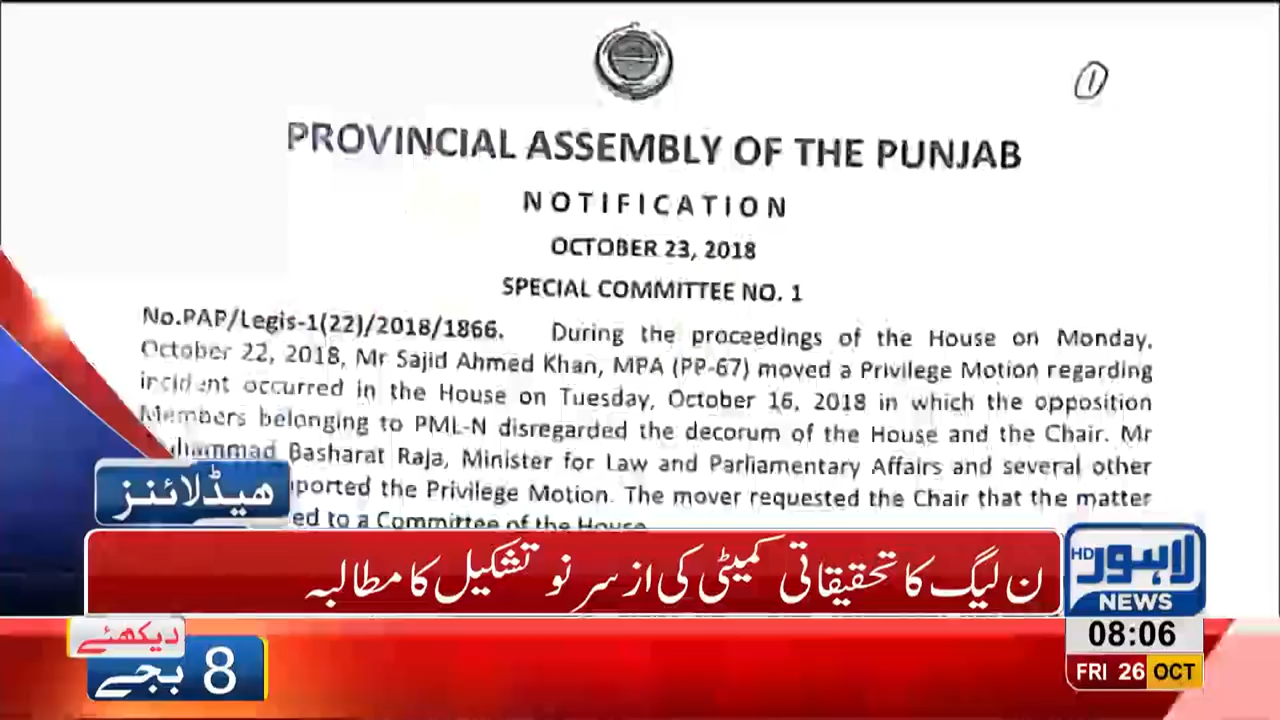 1
PROVINCIAL ASSEMBLY OF THE PUNJAB
NOTIFICATION
OCTOBER 23, 2018
SPECIAL COMMITTEE NO. 1
No.PAP/Legis-1(22)/2018/1866. During the proceedings of the House on Monday,
October 22, 2018, Mr Sajid Ahmed Khan, MPA (PP-67) moved a Privilege Motion regarding
incident occurred in the House on Tuesday, October 16, 2018 in which the opposition
Members belonging to PML-N disregarded the decorum of the House and the Chair. Mr
Basharat Raja, Minister for Law and Parliamentary Affairs and several other
ported the Privilege Motion. The mover requested the Chair that the matter
ed to a Committee of the House
ہیڈلائنز
ن لیگ کا تحقیقاتی کمیٹی کی از سر نو تشکیل کا مطالبہ
لاہور HD
NEWS
08:06
FRI 26 OCT
دیکھئے
8 بجے